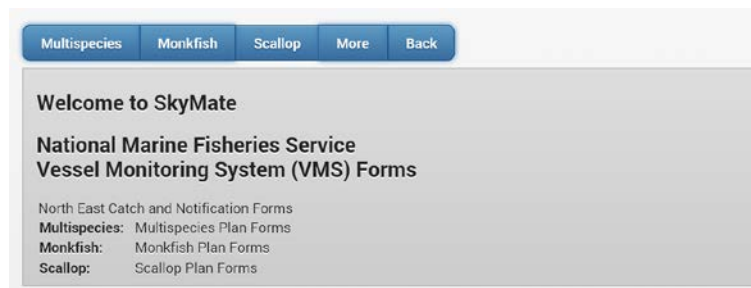 Multispecies Monkfish Scallop More Back
Welcome to SkyMate
National Marine Fisheries Service
Vessel Monitoring System (VMS) Forms
North East Catch and Notification Forms
Multispecies: Multispecies Plan Forms
Monkfish: Monkfish Plan Forms
Scallop: Scallop Plan Forms